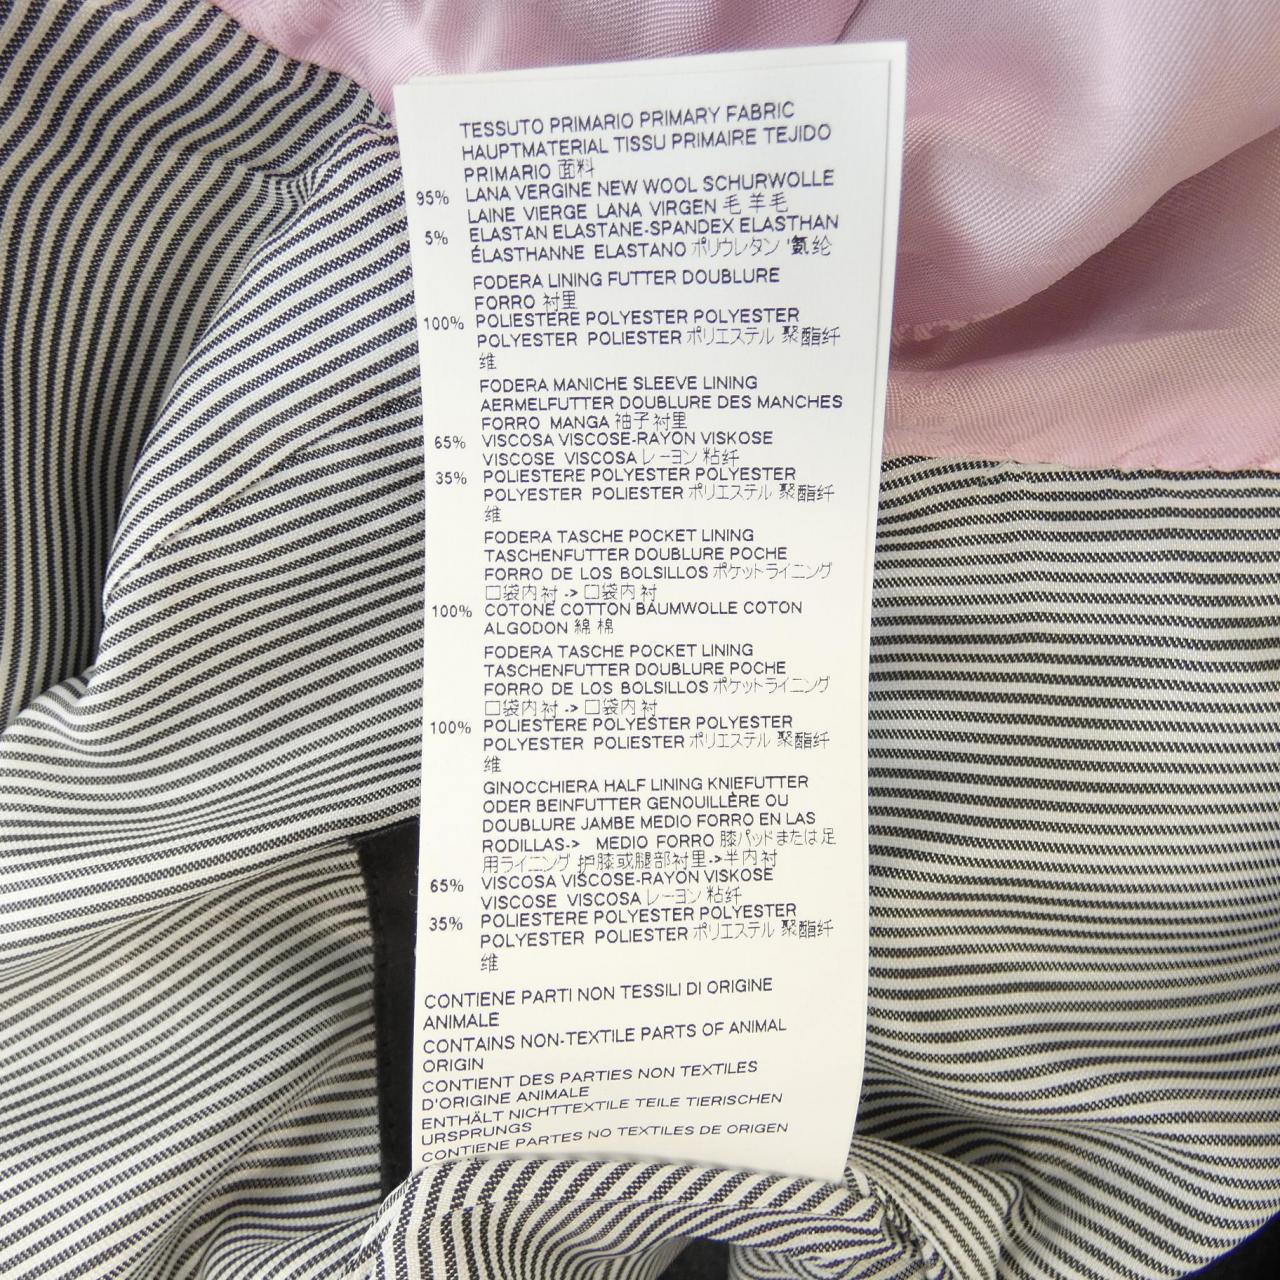 TESSUTO PRIMARIO PRIMARY FABRIC
HAUPTMATERIAL TISSU PRIMAIRE TEJIDO
PRIMARIO 面料
95% LANA VERGINE NEW WOOL SCHURWOLLE
LAINE VIERGE LANA VIRGEN 毛 羊毛
5% ELASTAN ELASTANE-SPANDEX ELASTHAN
ÉLASTHANNE ELASTANO ポリウレタン '氨纶
FODERA LINING FUTTER DOUBLURE
FORRO 衬里
100% POLIESTERE POLYESTER POLYESTER
POLYESTER POLIESTER ポリエステル 聚酯纤
维
FODERA MANICHE SLEEVE LINING
AERMELFUTTER DOUBLURE DES MANCHES
FORRO MANGA 袖子衬里
65% VISCOSA VISCOSE-RAYON VISKOSE
VISCOSE VISCOSA レーヨン 粘纤
35% POLIESTERE POLYESTER POLYESTER
POLYESTER POLIESTER ポリエステル 聚酯纤
维
FODERA TASCHE POCKET LINING
TASCHENFUTTER DOUBLURE POCHE
FORRO DE LOS BOLSILLOS ポケットライニング
口袋内衬 -> 口袋内衬
100% COTONE COTTON BAUMWOLLE COTON
ALGODON 綿 棉
FODERA TASCHE POCKET LINING
TASCHENFUTTER DOUBLURE POCHE
FORRO DE LOS BOLSILLOS ポケットライニング
口袋内衬 -> 口袋内衬
100% POLIESTERE POLYESTER POLYESTER
POLYESTER POLIESTER ポリエステル 聚酯纤
维
GINOCCHIERA HALF LINING KNIEFUTTER
ODER BEINFUTTER GENOUILLÈRE OU
DOUBLURE JAMBE MEDIO FORRO EN LAS
RODILLAS-> MEDIO FORRO 膝パッドまたは足
用ライニング 护膝或腿部衬里->半内衬
65% VISCOSA VISCOSE-RAYON VISKOSE
VISCOSE VISCOSA レーヨン 粘纤
35% POLIESTERE POLYESTER POLYESTER
POLYESTER POLIESTER ポリエステル 聚酯纤
维
CONTIENE PARTI NON TESSILI DI ORIGINE
ANIMALE
CONTAINS NON-TEXTILE PARTS OF ANIMAL
ORIGIN
CONTIENT DES PARTIES NON TEXTILES
D'ORIGINE ANIMALE
ENTHÄLT NICHTTEXTILE TEILE TIERISCHEN
URSPRUNGS
CONTIENE PARTES NO TEXTILES DE ORIGEN